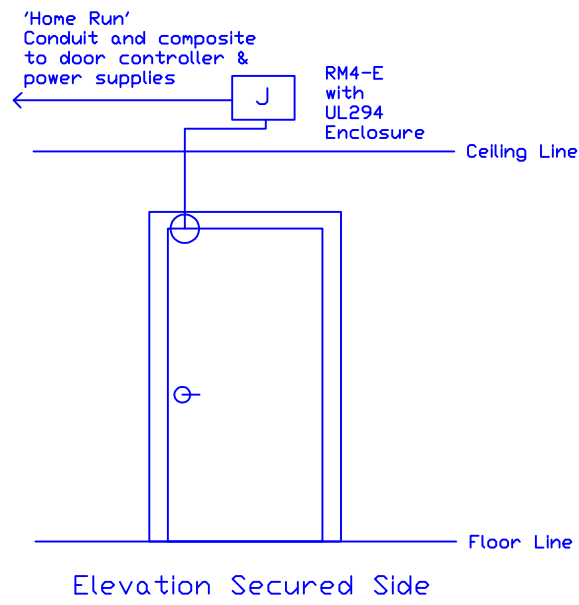 'Home Run'
Conduit and composite
to door controller &
power supplies
J
RM4-E
with
UL294
Enclosure
Ceiling Line
Floor Line
Elevation Secured Side